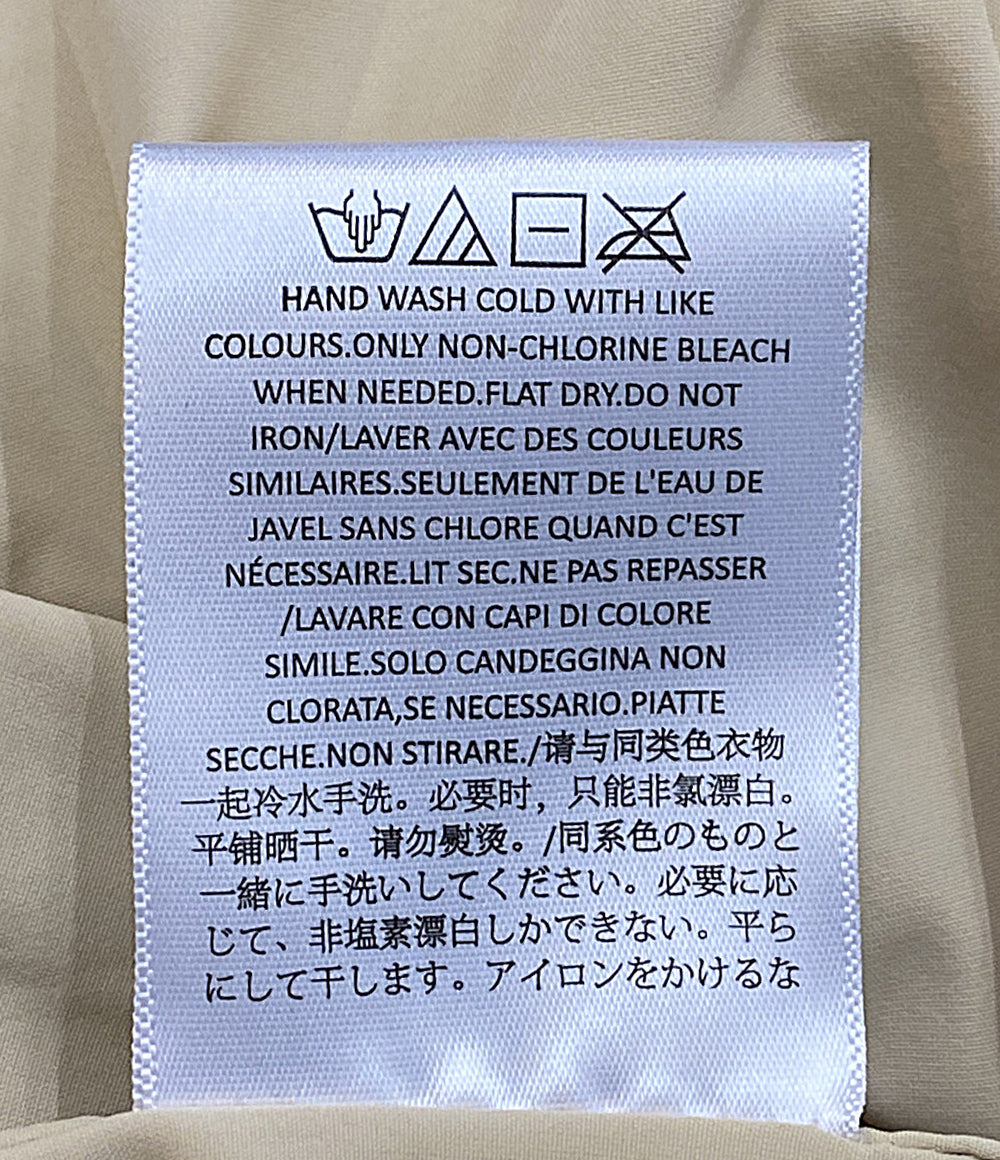 HAND WASH COLD WITH LIKE
COLOURS.ONLY NON-CHLORINE BLEACH
WHEN NEEDED.FLAT DRY.DO NOT
IRON/LAVER AVEC DES COULEURS
SIMILAIRES.SEULEMENT DE L'EAU DE
JAVEL SANS CHLORE QUAND C'EST
NÉCESSAIRE.LIT SEC.NE PAS REPASSER
/LAVARE CON CAPI DI COLORE
SIMILE.SOLO CANDEGGINA NON
CLORATA,SE NECESSARIO.PIATTE
SECCHE.NON STIRARE./请与同类色衣物
一起冷水手洗。必要时，只能非氯漂白。
平铺晒干。请勿熨烫。/同系色のものと
一緒に手洗いしてください。必要に応
じて、非塩素漂白しかできない。平ら
にして干します。アイロンをかけるな